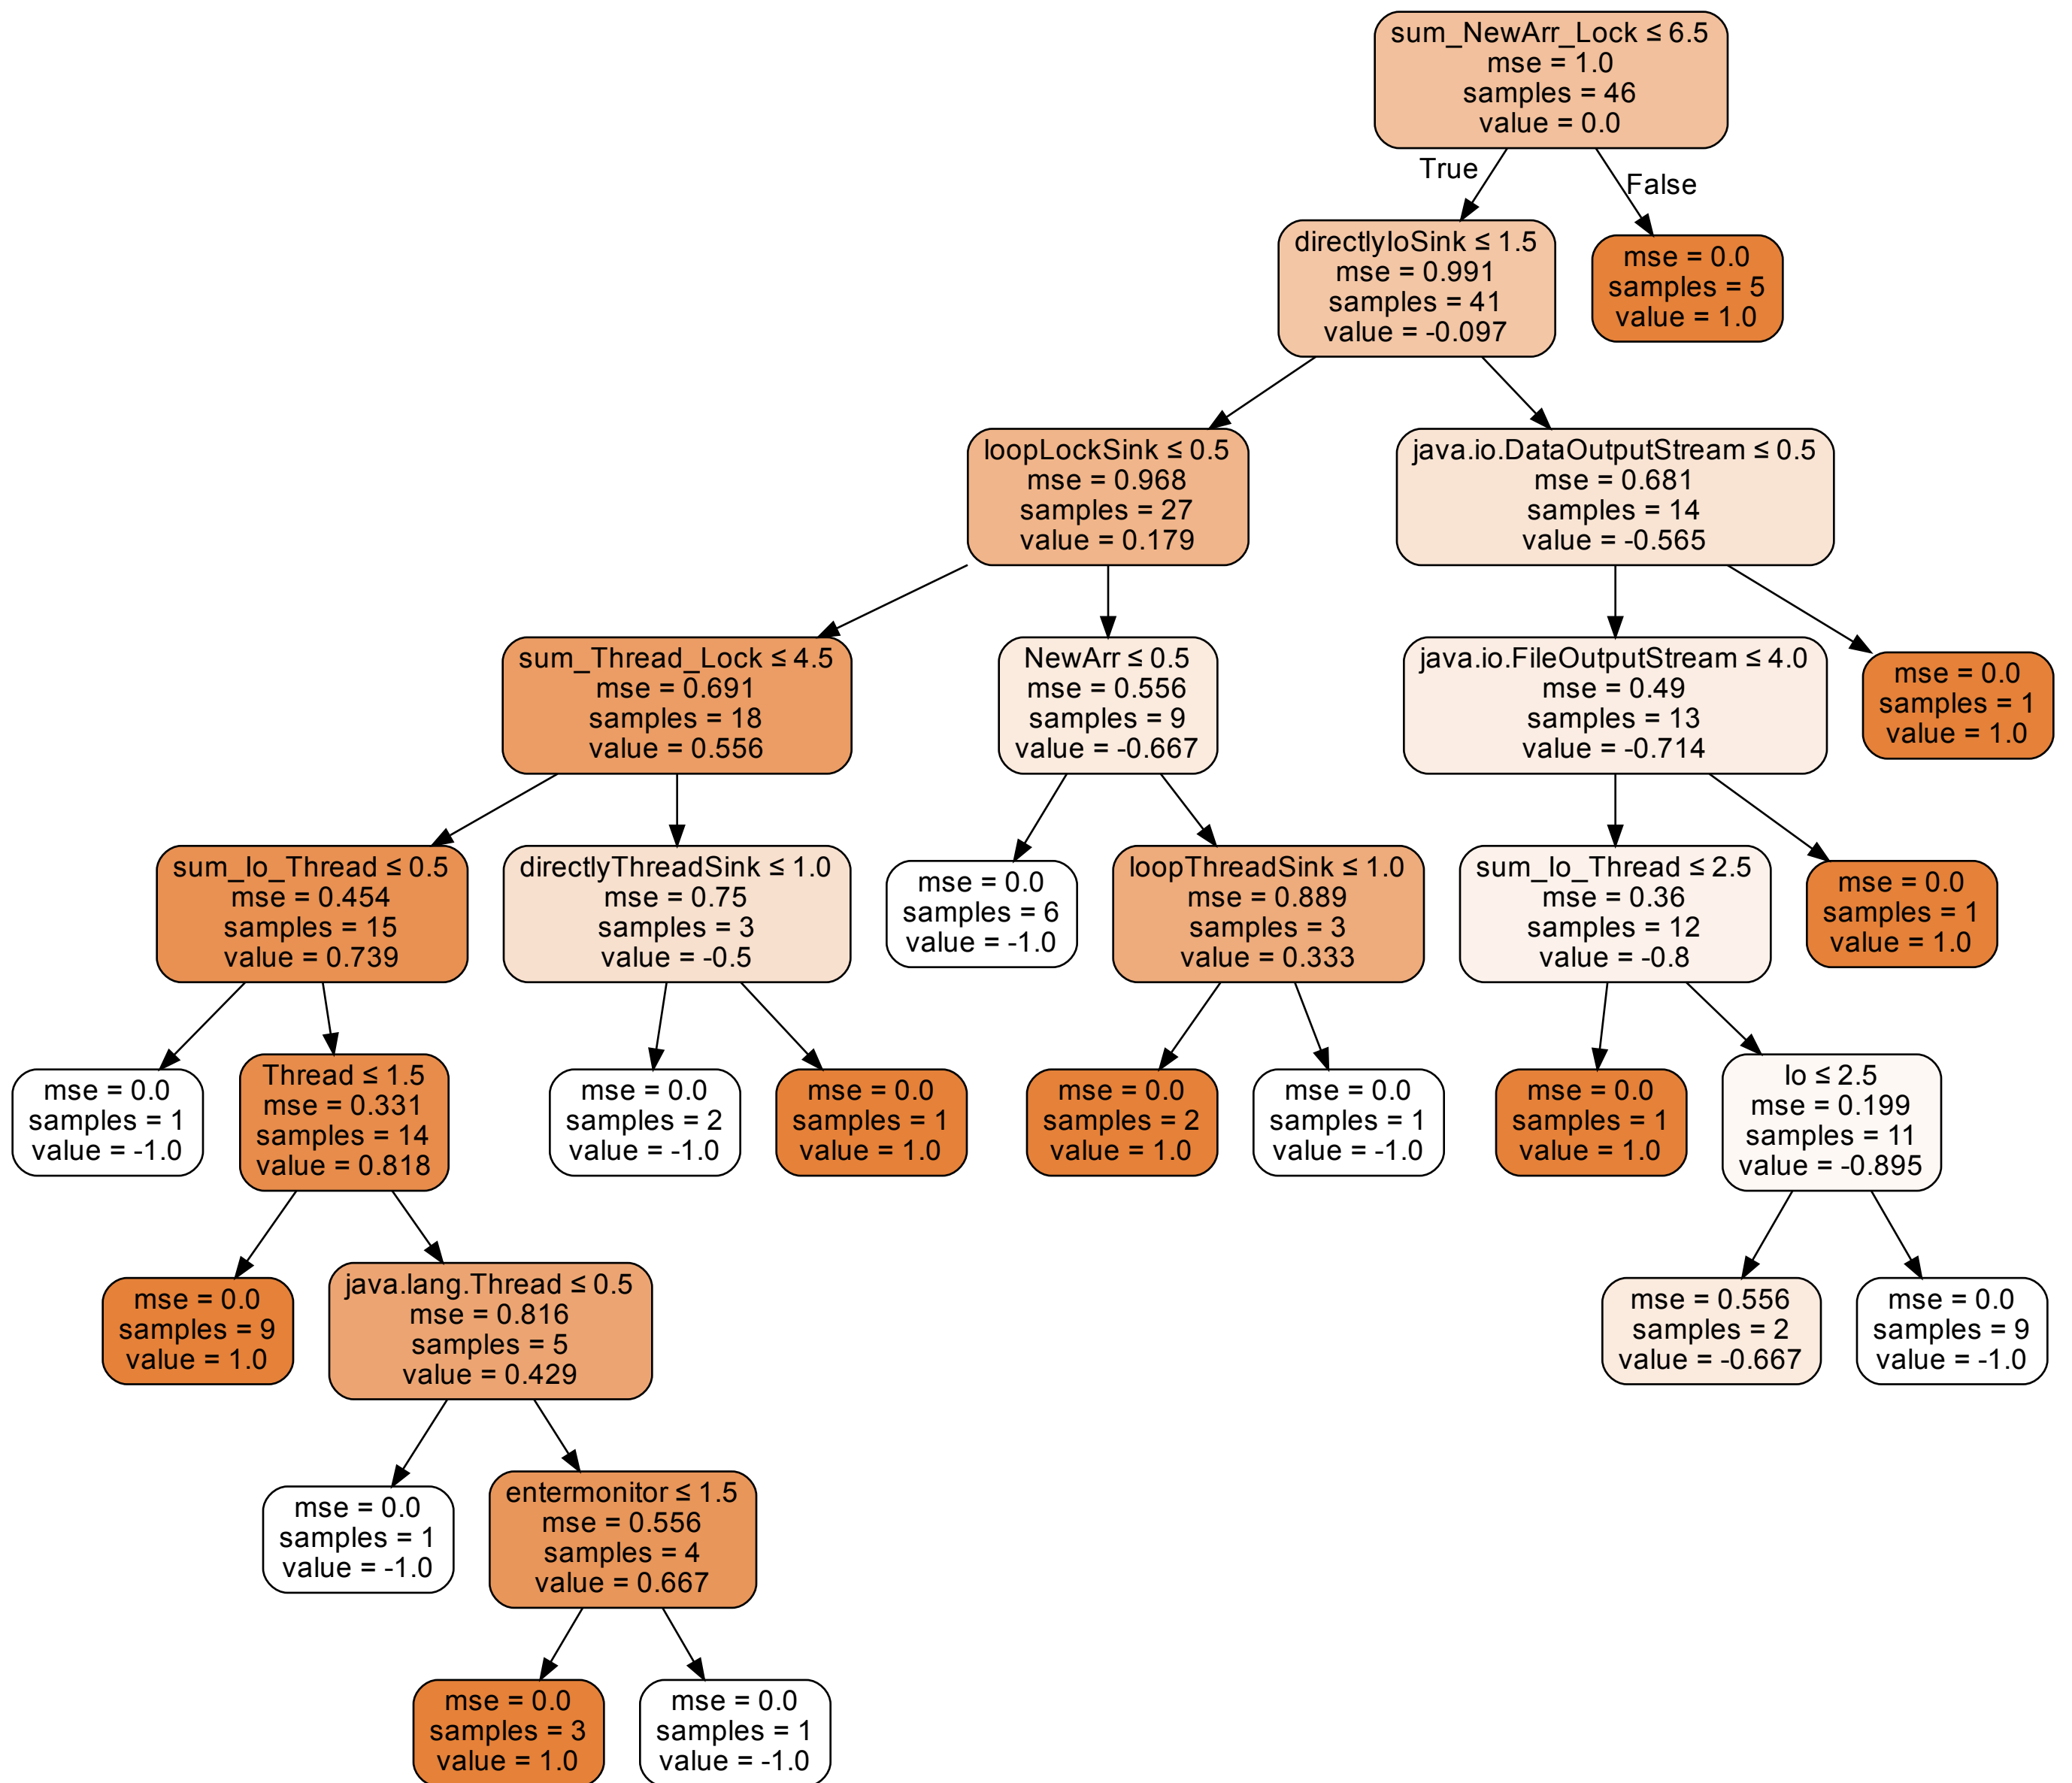 sum_NewArr_Lock ≤ 6.5
mse = 1.0
samples = 46
value = 0.0
True
False
directlyIoSink ≤ 1.5
mse = 0.991
samples = 41
value = -0.097
mse = 0.0
samples = 5
value = 1.0
loopLockSink ≤ 0.5
mse = 0.968
samples = 27
value = 0.179
java.io.DataOutputStream ≤ 0.5
mse = 0.681
samples = 14
value = -0.565
sum_Thread_Lock ≤ 4.5
mse = 0.691
samples = 18
value = 0.556
NewArr ≤ 0.5
mse = 0.556
samples = 9
value = -0.667
java.io.FileOutputStream ≤ 4.0
mse = 0.49
samples = 13
value = -0.714
mse = 0.0
samples = 1
value = 1.0
sum_Io_Thread ≤ 0.5
mse = 0.454
samples = 15
value = 0.739
directlyThreadSink ≤ 1.0
mse = 0.75
samples = 3
value = -0.5
mse = 0.0
samples = 6
value = -1.0
loopThreadSink ≤ 1.0
mse = 0.889
samples = 3
value = 0.333
sum_Io_Thread ≤ 2.5
mse = 0.36
samples = 12
value = -0.8
mse = 0.0
samples = 1
value = 1.0
mse = 0.0
samples = 1
value = -1.0
Thread ≤ 1.5
mse = 0.331
samples = 14
value = 0.818
mse = 0.0
samples = 2
value = -1.0
mse = 0.0
samples = 1
value = 1.0
mse = 0.0
samples = 2
value = 1.0
mse = 0.0
samples = 1
value = -1.0
mse = 0.0
samples = 1
value = 1.0
Io ≤ 2.5
mse = 0.199
samples = 11
value = -0.895
mse = 0.0
samples = 9
value = 1.0
java.lang.Thread ≤ 0.5
mse = 0.816
samples = 5
value = 0.429
mse = 0.556
samples = 2
value = -0.667
mse = 0.0
samples = 9
value = -1.0
mse = 0.0
samples = 1
value = -1.0
entermonitor ≤ 1.5
mse = 0.556
samples = 4
value = 0.667
mse = 0.0
samples = 3
value = 1.0
mse = 0.0
samples = 1
value = -1.0